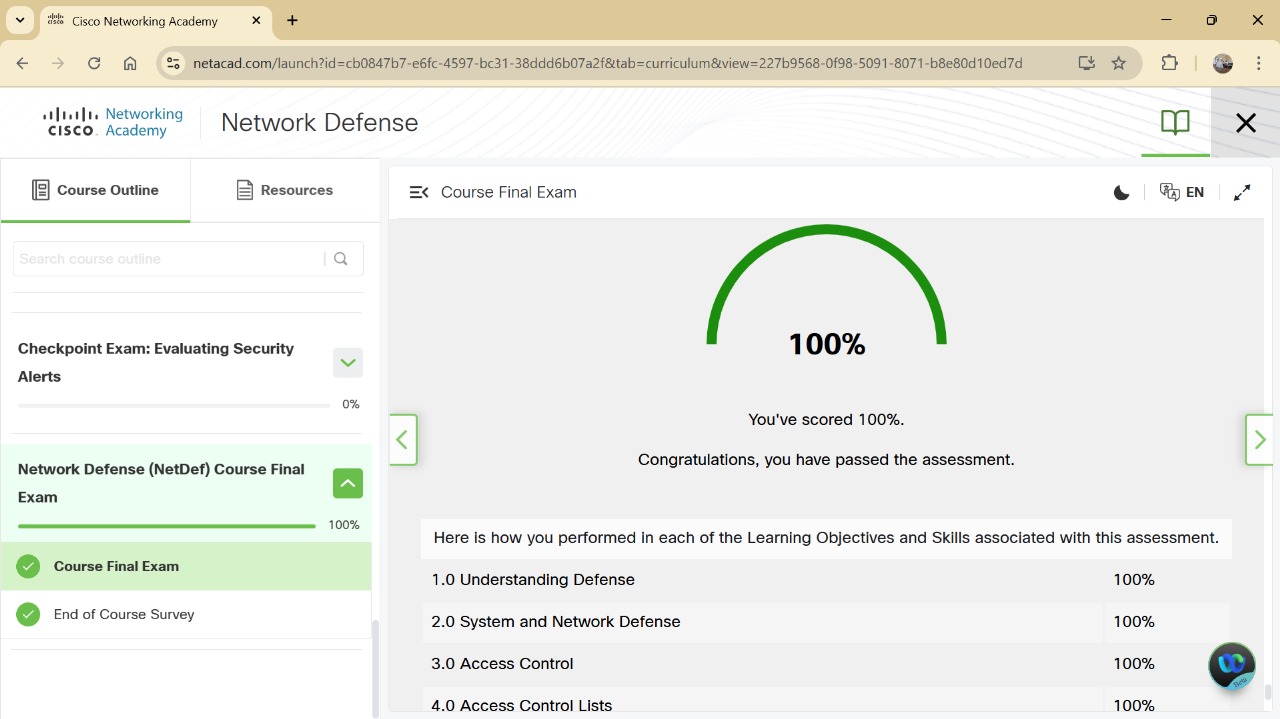 Cisco Networking Academy
netacad.com/launch?id=cb0847b7-e6fc-4597-bc31-38ddd6b07a2f&tab=curriculum&view=227b9568-0f98-5091-8071-b8e80d10ed7d
CISCO
Networking
Academy
Network Defense
Course Outline
Resources
Course Final Exam
EN
Search course outline
Checkpoint Exam: Evaluating Security
Alerts
0%
Network Defense (NetDef) Course Final
Exam
100%
Course Final Exam
End of Course Survey
100%
You've scored 100%.
Congratulations, you have passed the assessment.
Here is how you performed in each of the Learning Objectives and Skills associated with this assessment.
1.0 Understanding Defense 100%
2.0 System and Network Defense 100%
3.0 Access Control 100%
4.0 Access Control Lists 100%
Beta